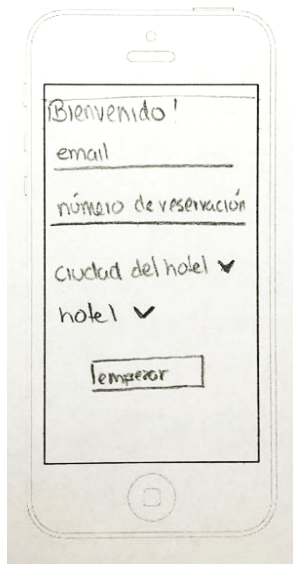 ¡Bienvenido!
email
número de reservación
ciudad del hotel
hotel
empezar